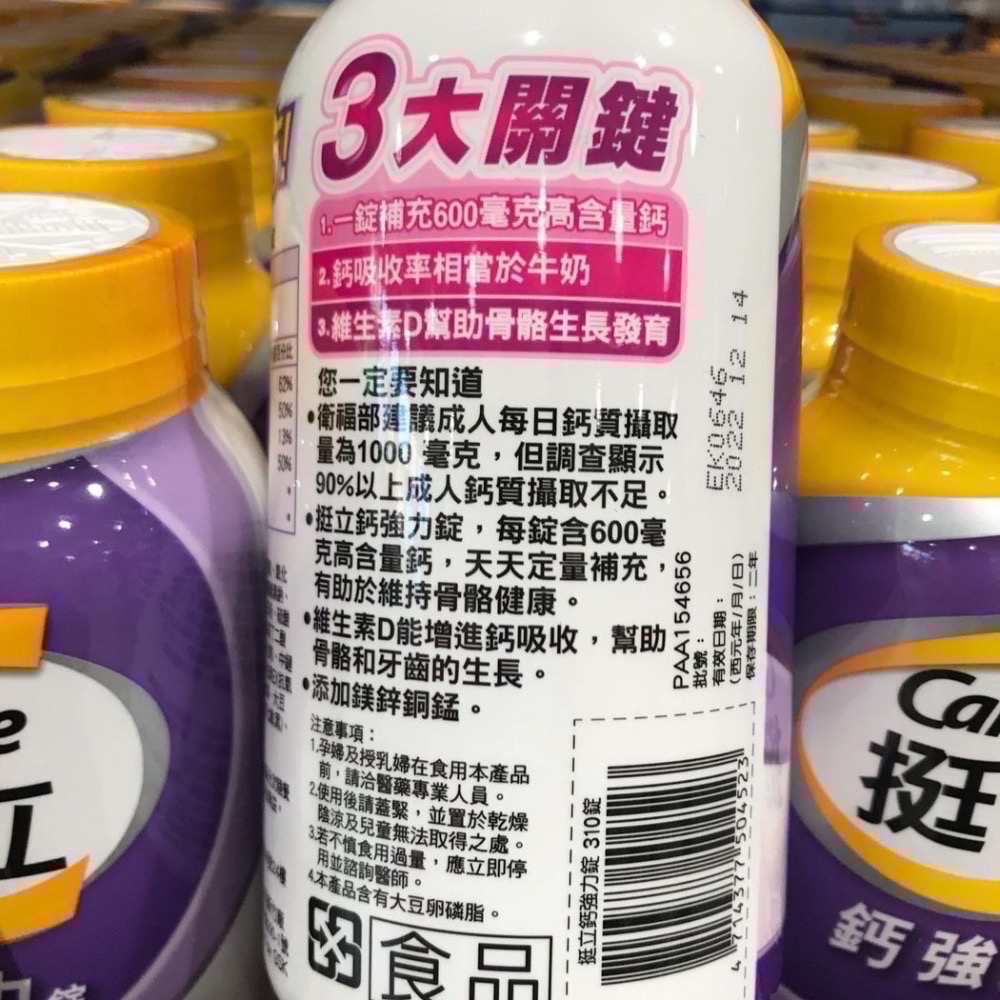 3大關鍵
1.一錠補充600毫克高含量鈣
2.鈣吸收率相當於牛奶
3.維生素D幫助骨骼生長發育
您一定要知道
•衛福部建議成人每日鈣質攝取
量為1000 毫克，但調查顯示
90%以上成人鈣質攝取不足。
•挺立鈣強力錠，每錠含600毫
克高含量鈣，天天定量補充，
有助於維持骨骼健康。
•維生素D能增進鈣吸收，幫助
骨骼和牙齒的生長。
•添加鎂鋅銅錳。
注意事項：
1.孕婦及授乳婦在食用本產品
前，請洽醫藥專業人員。
2.使用後請蓋緊，並置於乾燥
陰涼及兒童無法取得之處。
3.若不慎食用過量，應立即停
用並諮詢醫師。
4.本產品含有大豆卵磷脂。
食品
EK0646
2022 12 14
PAA154656
批號：
有效日期：
(西元年/月/日)
保存期限：二年
挺立鈣強力錠 310錠
4 714377 504523
百分比
62%
50%
13%
50%
*
*
e
立
Cal
挺
鈣強